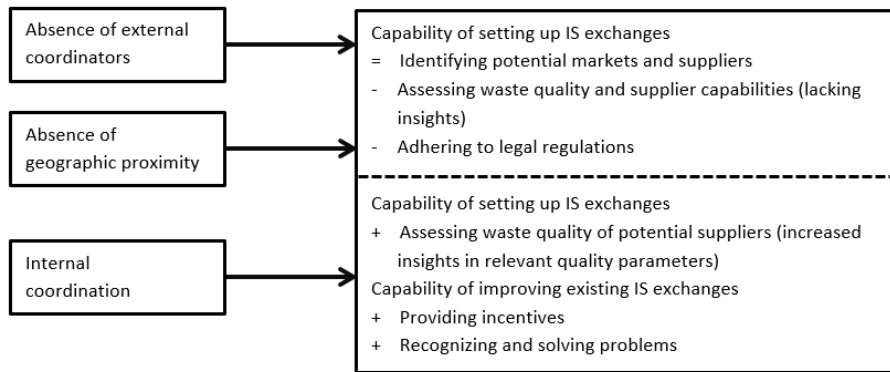 Absence of external
coordinators
Absence of
geographic proximity
Internal
coordination
Capability of setting up IS exchanges
= Identifying potential markets and suppliers
- Assessing waste quality and supplier capabilities (lacking
insights)
- Adhering to legal regulations
Capability of setting up IS exchanges
+ Assessing waste quality of potential suppliers (increased
insights in relevant quality parameters)
Capability of improving existing IS exchanges
+ Providing incentives
+ Recognizing and solving problems